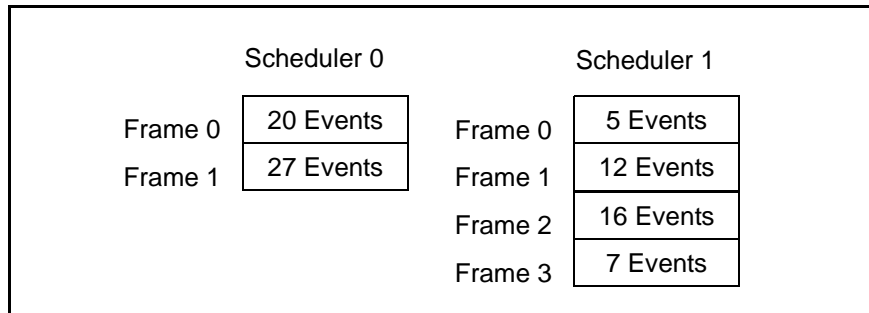 Scheduler 0
Frame 0 20 Events
Frame 1 27 Events
Scheduler 1
Frame 0 5 Events
Frame 1 12 Events
Frame 2 16 Events
Frame 3 7 Events